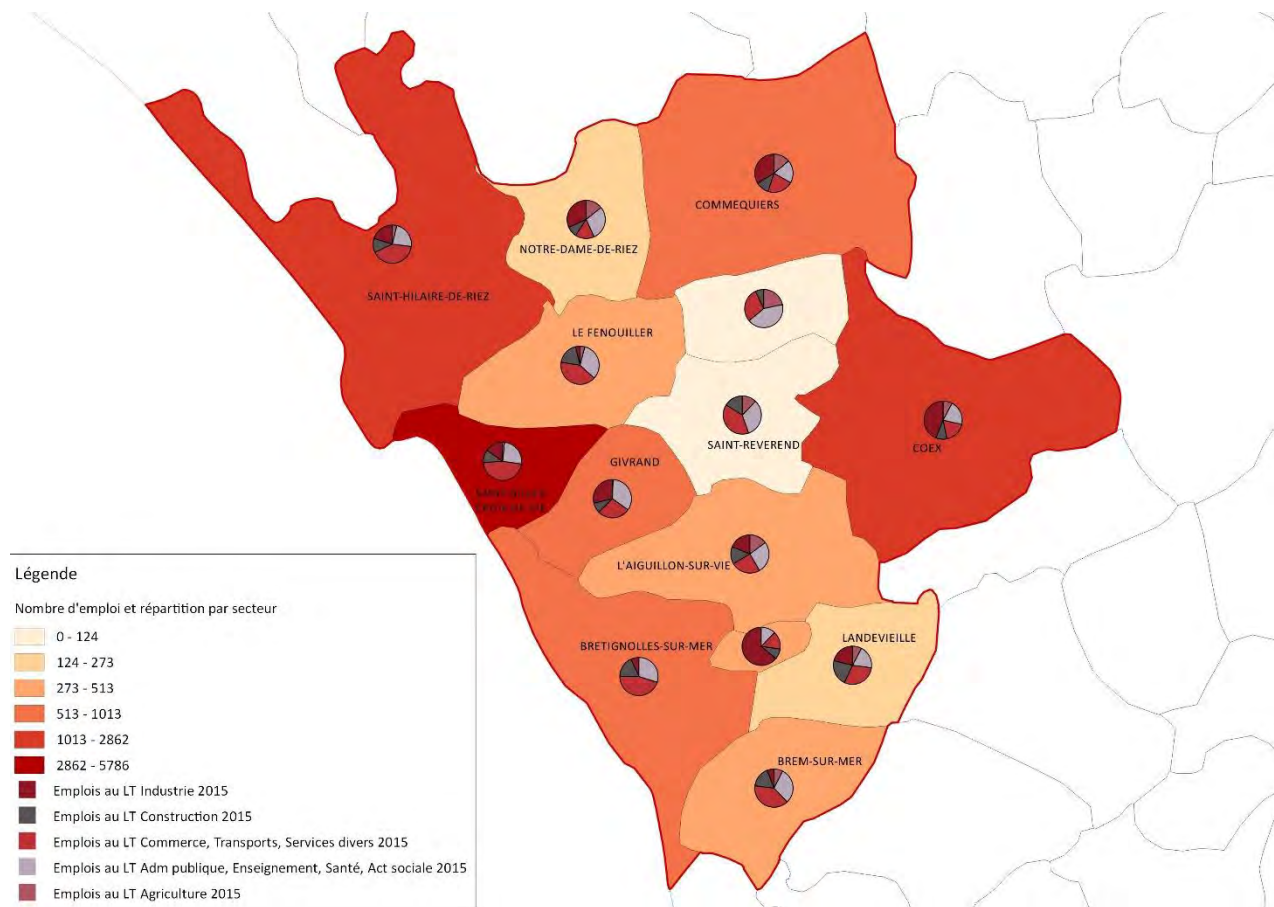 COMMEQUIERS
NOTRE-DAME-DE-RIEZ
SAINT-HILAIRE-DE-RIEZ
LE FENOUILLER
SAINT-REVEREND
COEX
GIVRAND
L'AIGUILLON-SUR-VIE
BRETIGNOLLES-SUR-MER
LANDEVIEILLE
BREM-SUR-MER
Légende
Nombre d'emploi et répartition par secteur
0 - 124
124 - 273
273 - 513
513 - 1013
1013 - 2862
2862 - 5786
Emplois au LT Industrie 2015
Emplois au LT Construction 2015
Emplois au LT Commerce, Transports, Services divers 2015
Emplois au LT Adm publique, Enseignement, Santé, Act sociale 2015
Emplois au LT Agriculture 2015